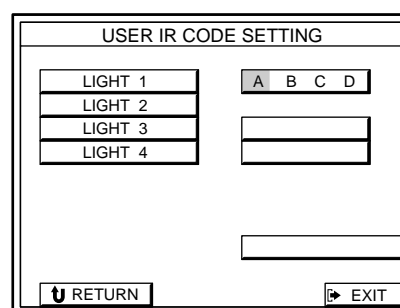 USER IR CODE SETTING
LIGHT 1
A B C D
LIGHT 2
LIGHT 3
LIGHT 4
RETURN
EXIT